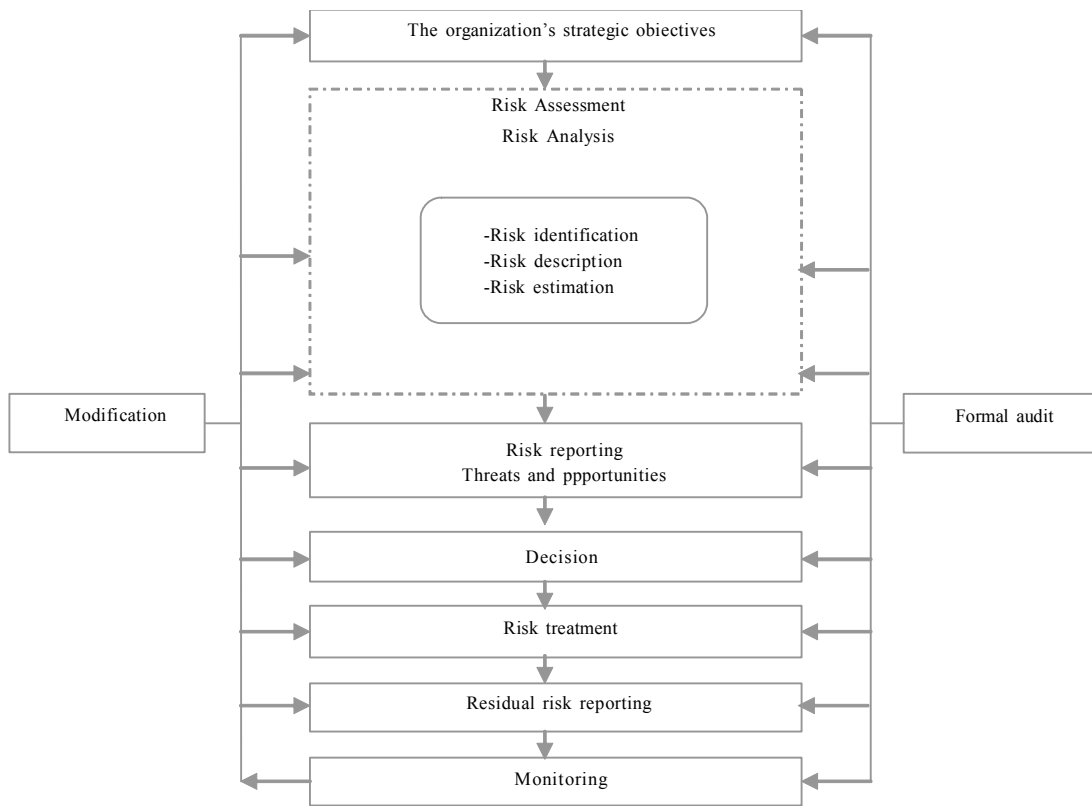 The organization's strategic obiectives
Risk Assessment
Risk Analysis
-Risk identification
-Risk description
-Risk estimation
Modification
Formal audit
Risk reporting
Threats and ppportunities
Decision
Risk treatment
Residual risk reporting
Monitoring